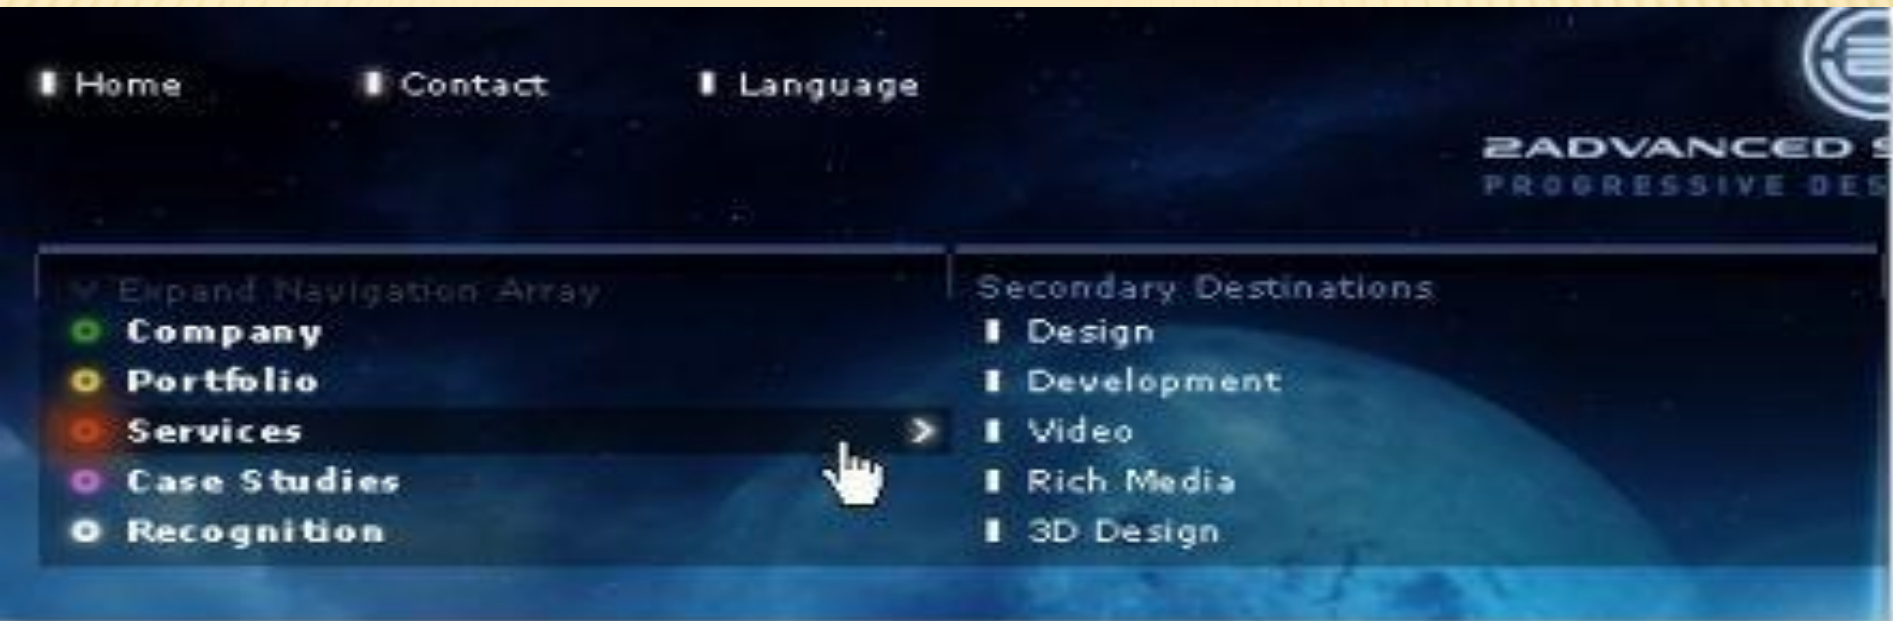 Home Contact Language
2ADVANCED
PROGRESSIVE
Expand Navigation Array
Company
Portfolio
Services
Case Studies
Recognition
Secondary Destinations
Design
Development
Video
Rich Media
3D Design